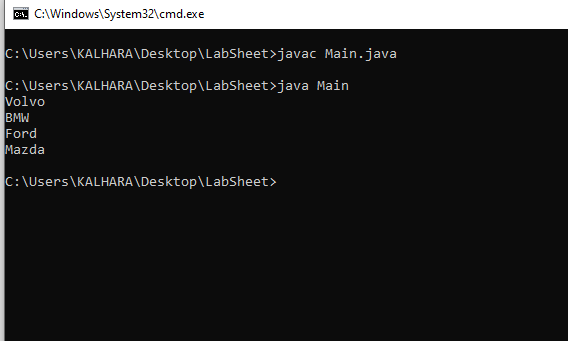 C:\Windows\System32\cmd.exe
C:\Users\KALHARA\Desktop\LabSheet>javac Main.java
C:\Users\KALHARA\Desktop\LabSheet>java Main
Volvo
BMW
Ford
Mazda
C:\Users\KALHARA\Desktop\LabSheet>